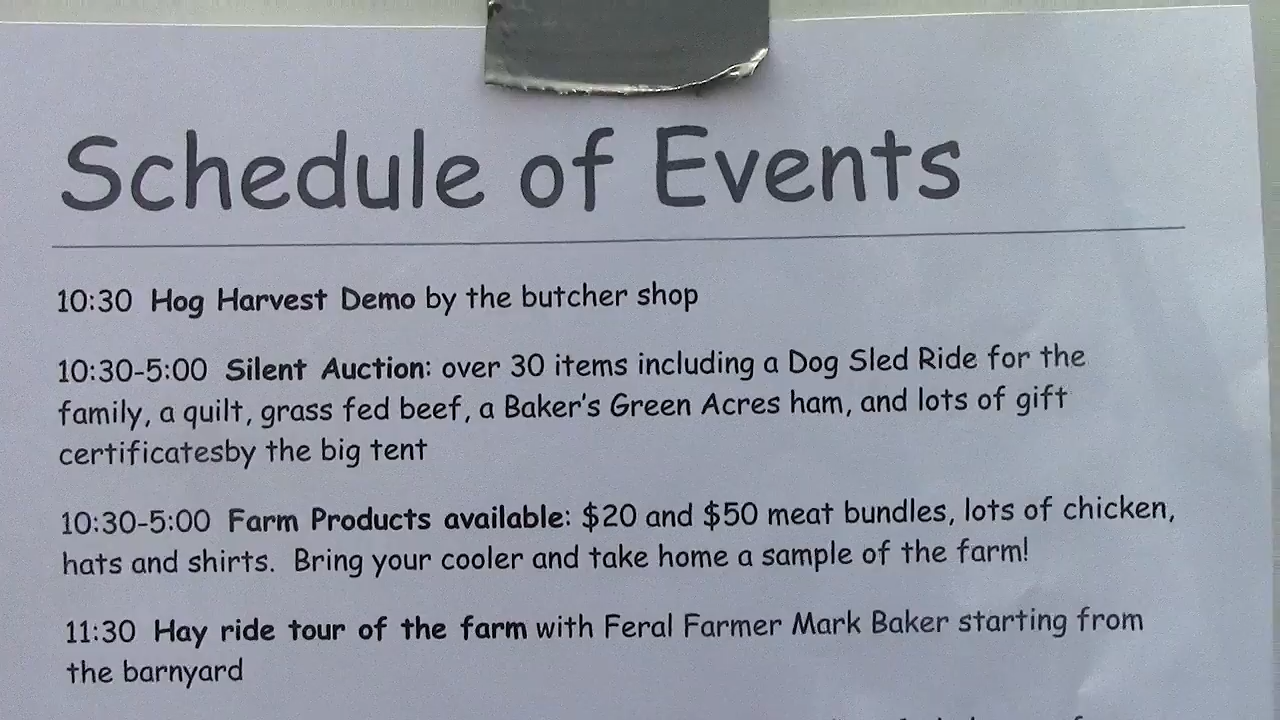 Schedule of Events
10:30 Hog Harvest Demo by the butcher shop
10:30-5:00 Silent Auction: over 30 items including a Dog Sled Ride for the
family, a quilt, grass fed beef, a Baker's Green Acres ham, and lots of gift
certificatesby the big tent
10:30-5:00 Farm Products available: $20 and $50 meat bundles, lots of chicken,
hats and shirts. Bring your cooler and take home a sample of the farm!
11:30 Hay ride tour of the farm with Feral Farmer Mark Baker starting from
the barnyard